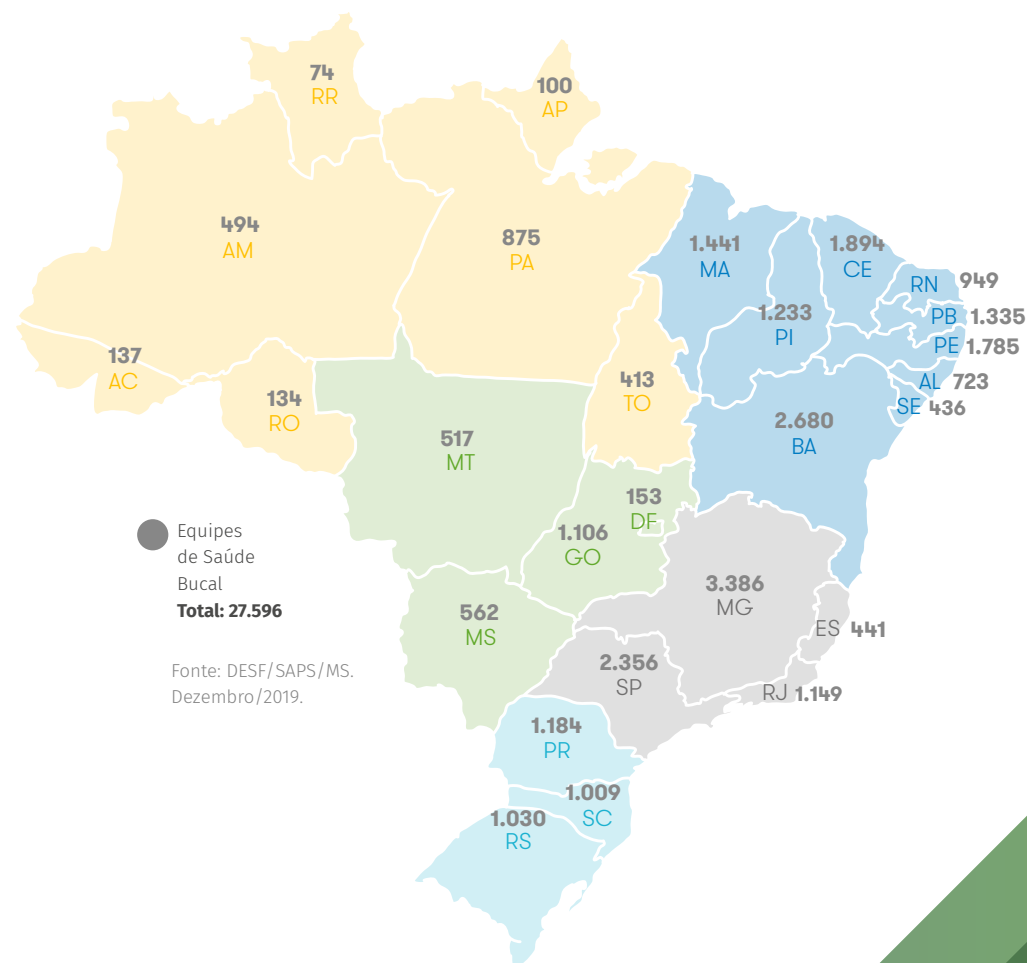 74
RR
100
AP
494
AM
875
PA
1.441
MA
1.894
CE
RN 949
1.233
PI
PB 1.335
PE 1.785
137
AC
134
RO
413
TO
AL 723
SE 436
2.680
BA
517
MT
153
DF
1.106
GO
Equipes
de Saúde
Bucal
Total: 27.596
3.386
MG
562
MS
ES 441
2.356
SP
RJ 1.149
Fonte: DESF/SAPS/MS.
Dezembro/2019.
1.184
PR
1.009
SC
1.030
RS